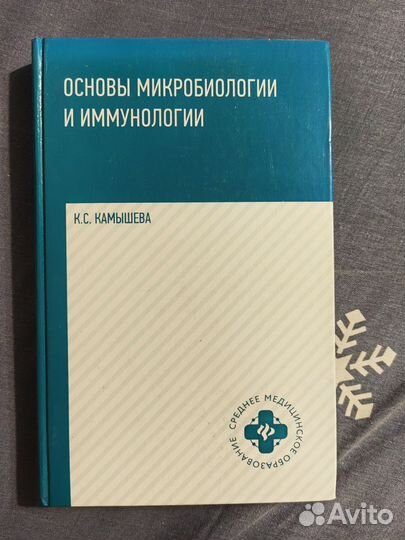 ОСНОВЫ МИКРОБИОЛОГИИ
И ИММУНОЛОГИИ
К.С. КАМЫШЕВА
СРЕДНЕЕ МЕДИЦИНСКОЕ ОБРАЗОВАНИЕ
Avito